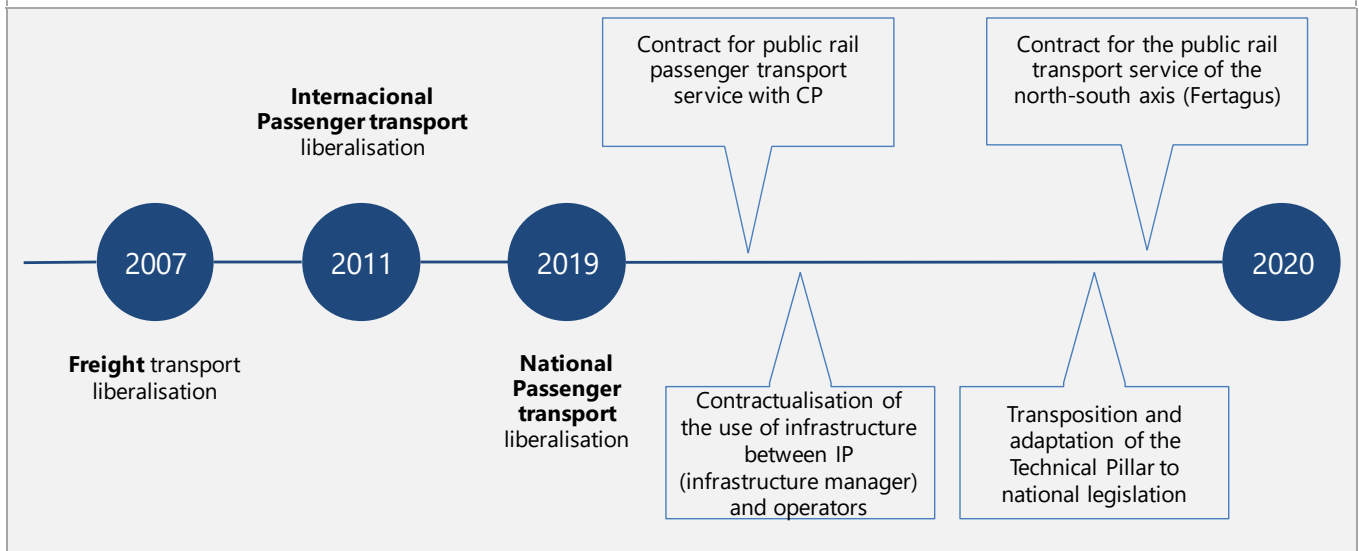 Contract for public rail
passenger transport
service with CP
Contract for the public rail
transport service of the
north-south axis (Fertagus)
Internacional
Passenger transport
liberalisation
2007
2011
2019
2020
Freight transport
liberalisation
National
Passenger
transport
liberalisation
Contractualisation of
the use of infrastructure
between IP
(infrastructure manager)
and operators
Transposition and
adaptation of the
Technical Pillar to
national legislation